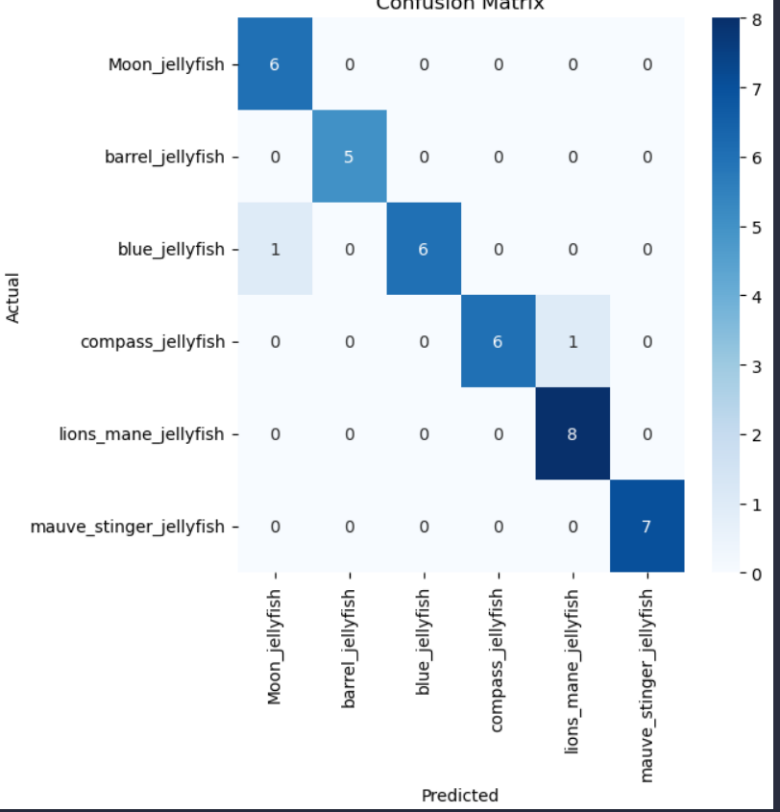 Confusion Matrix
Moon_jellyfish 6 0 0 0 0 0 8
7
barrel_jellyfish 0 5 0 0 0 0 6
5
blue_jellyfish 1 0 6 0 0 0
Actual 4
compass_jellyfish 0 0 0 6 1 0
3
lions_mane_jellyfish 0 0 0 0 8 0 2
1
mauve_stinger_jellyfish 0 0 0 0 0 7
0
Moon_jellyfish
barrel_jellyfish
blue_jellyfish
compass_jellyfish
lions_mane_jellyfish
mauve_stinger_jellyfish
Predicted